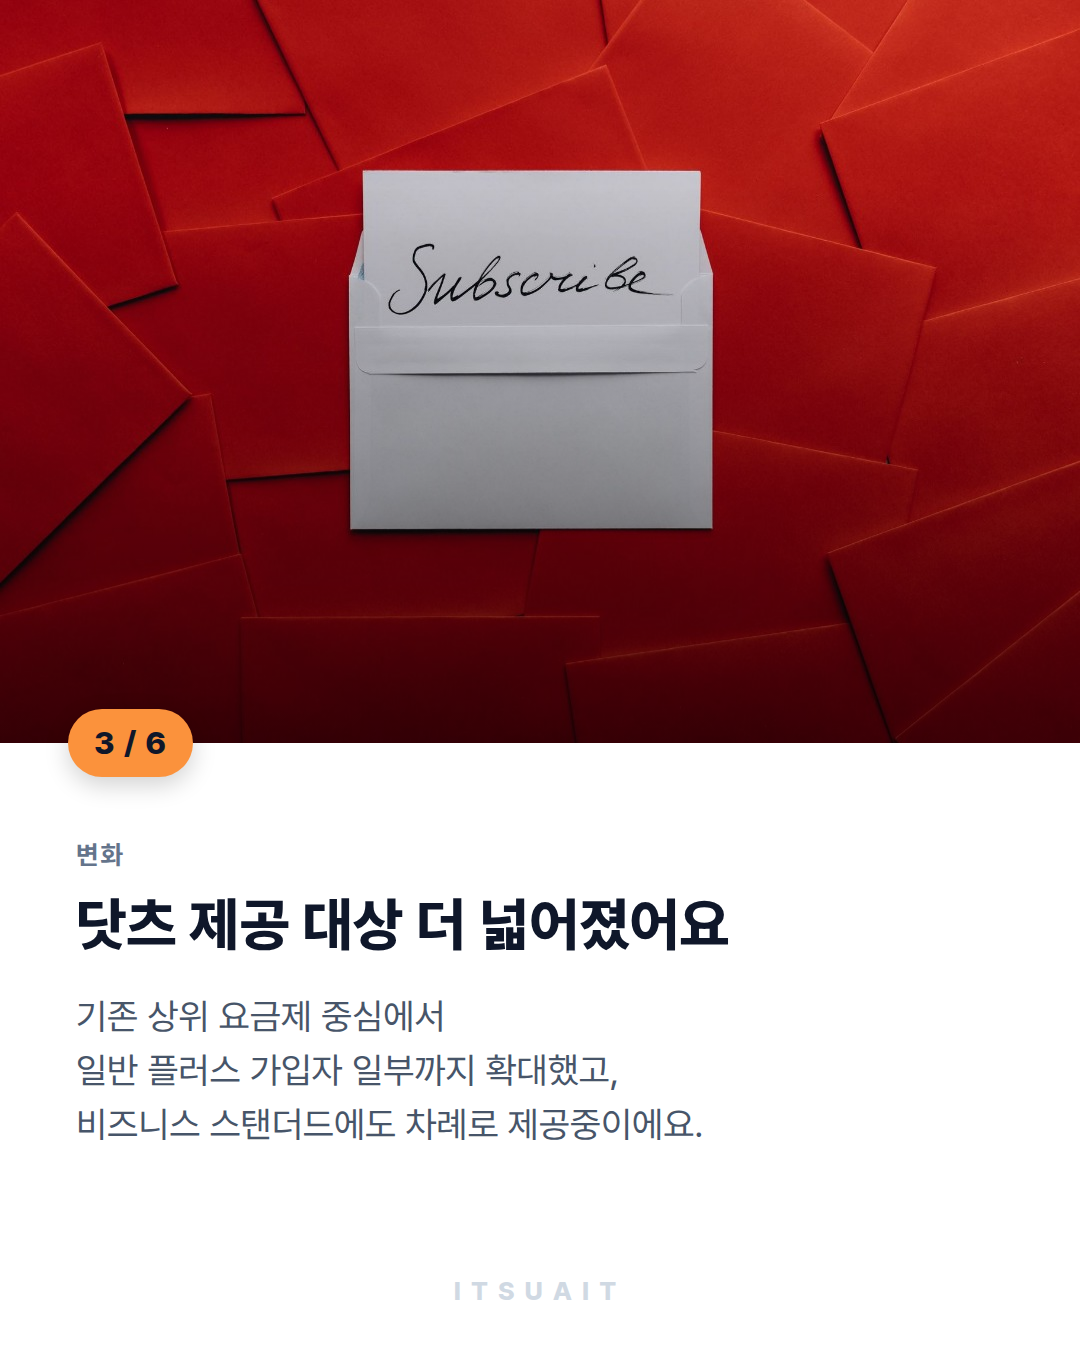 Subscribe
3 / 6
변화
닷츠 제공 대상 더 넓어졌어요
기존 상위 요금제 중심에서
일반 플러스 가입자 일부까지 확대했고,
비즈니스 스탠더드에도 차례로 제공중이에요.
ITSUAIT